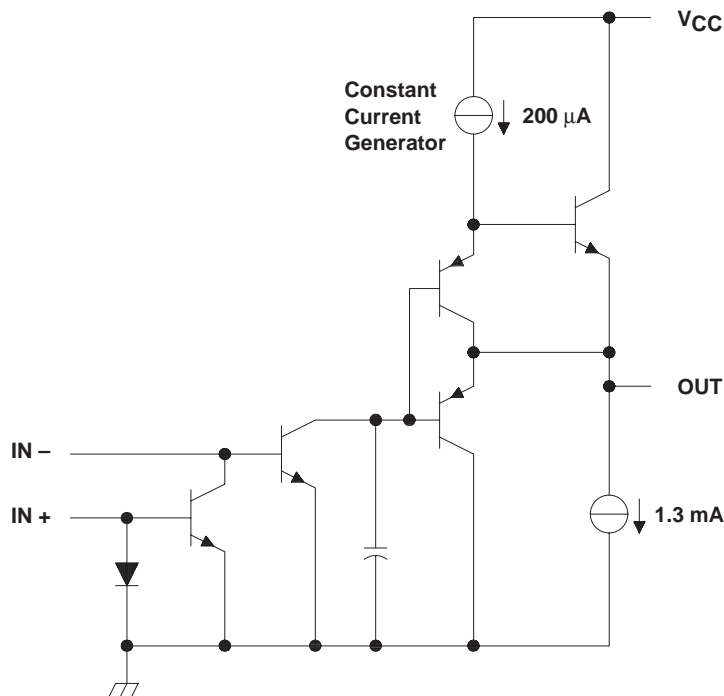 VCC
Constant
Current
Generator
200 μA
OUT
IN –
IN +
1.3 mA